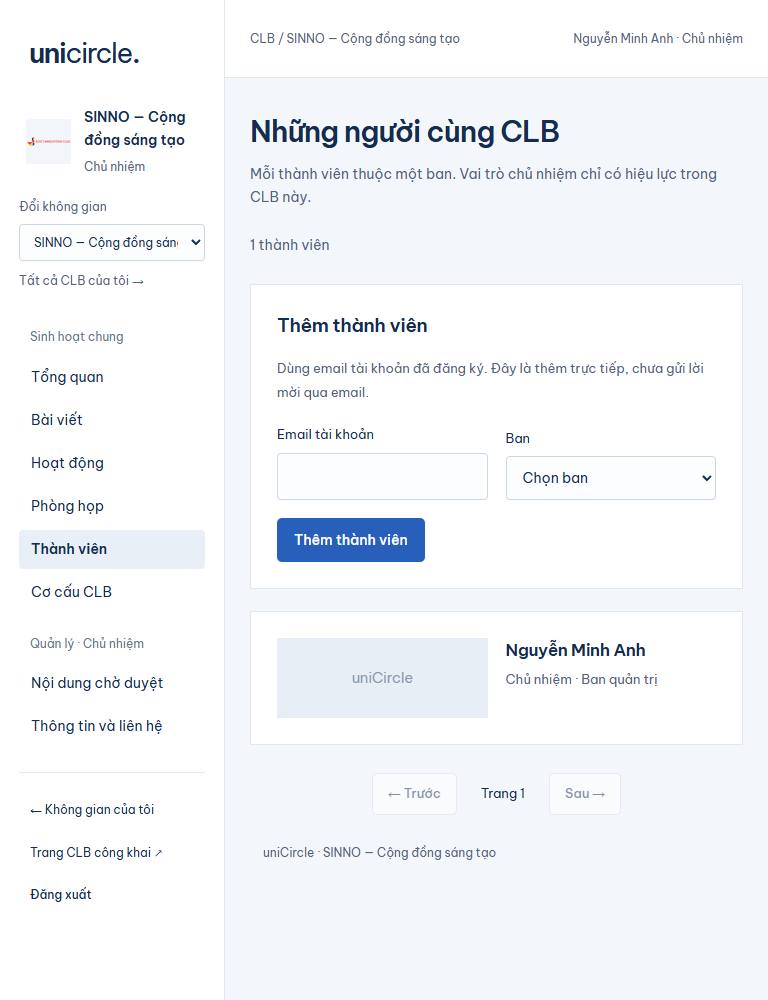 unicircle.
SINNO — Cộng
đồng sáng tạo
Chủ nhiệm
Đổi không gian
SINNO — Cộng đồng sán
Tất cả CLB của tôi →
Sinh hoạt chung
Tổng quan
Bài viết
Hoạt động
Phòng họp
Thành viên
Cơ cấu CLB
Quản lý · Chủ nhiệm
Nội dung chờ duyệt
Thông tin và liên hệ
← Không gian của tôi
Trang CLB công khai ↗
Đăng xuất
CLB / SINNO — Cộng đồng sáng tạo
Nguyễn Minh Anh · Chủ nhiệm
Những người cùng CLB
Mỗi thành viên thuộc một ban. Vai trò chủ nhiệm chỉ có hiệu lực trong
CLB này.
1 thành viên
Thêm thành viên
Dùng email tài khoản đã đăng ký. Đây là thêm trực tiếp, chưa gửi lời
mời qua email.
Email tài khoản
Ban
Chọn ban
Thêm thành viên
uniCircle
Nguyễn Minh Anh
Chủ nhiệm · Ban quản trị
← Trước
Trang 1
Sau →
uniCircle · SINNO — Cộng đồng sáng tạo